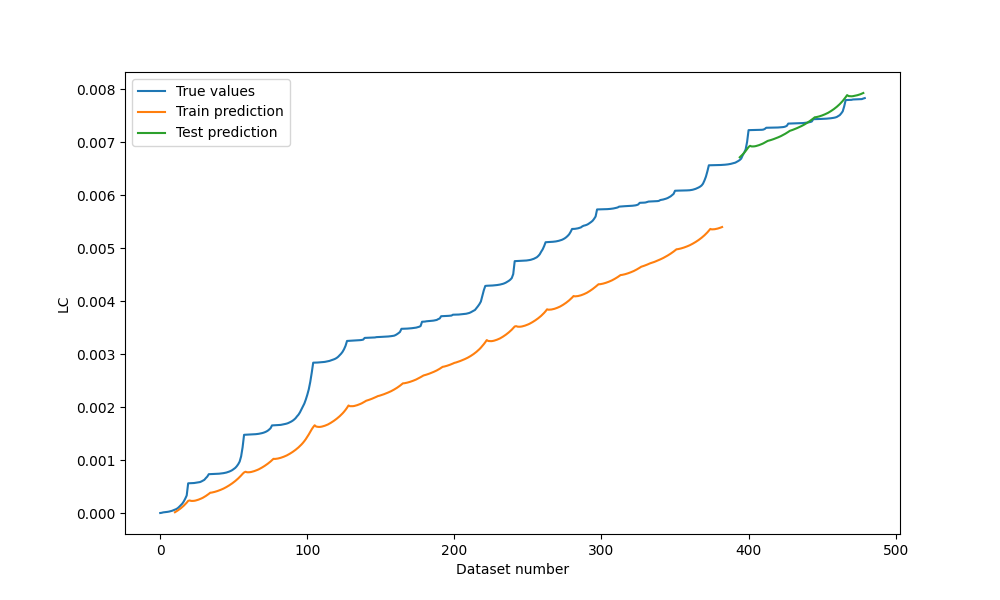 True values
Train prediction
Test prediction
0.008
0.007
0.006
0.005
0.004
0.003
0.002
0.001
0.000
LC
0 100 200 300 400 500
Dataset number